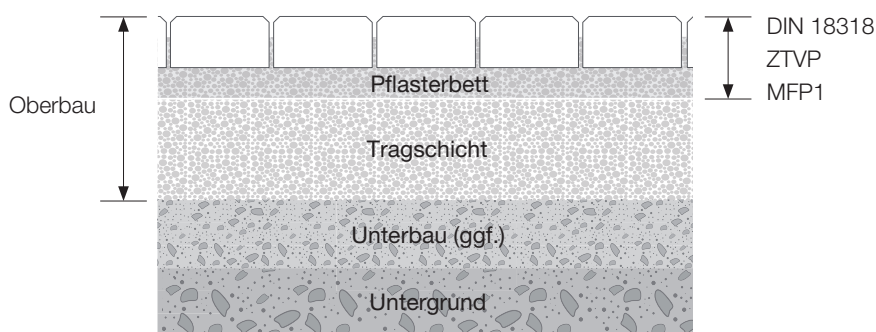 DIN 18318
ZTVP
MFP1
Oberbau
Pflasterbett
Tragschicht
Unterbau (ggf.)
Untergrund